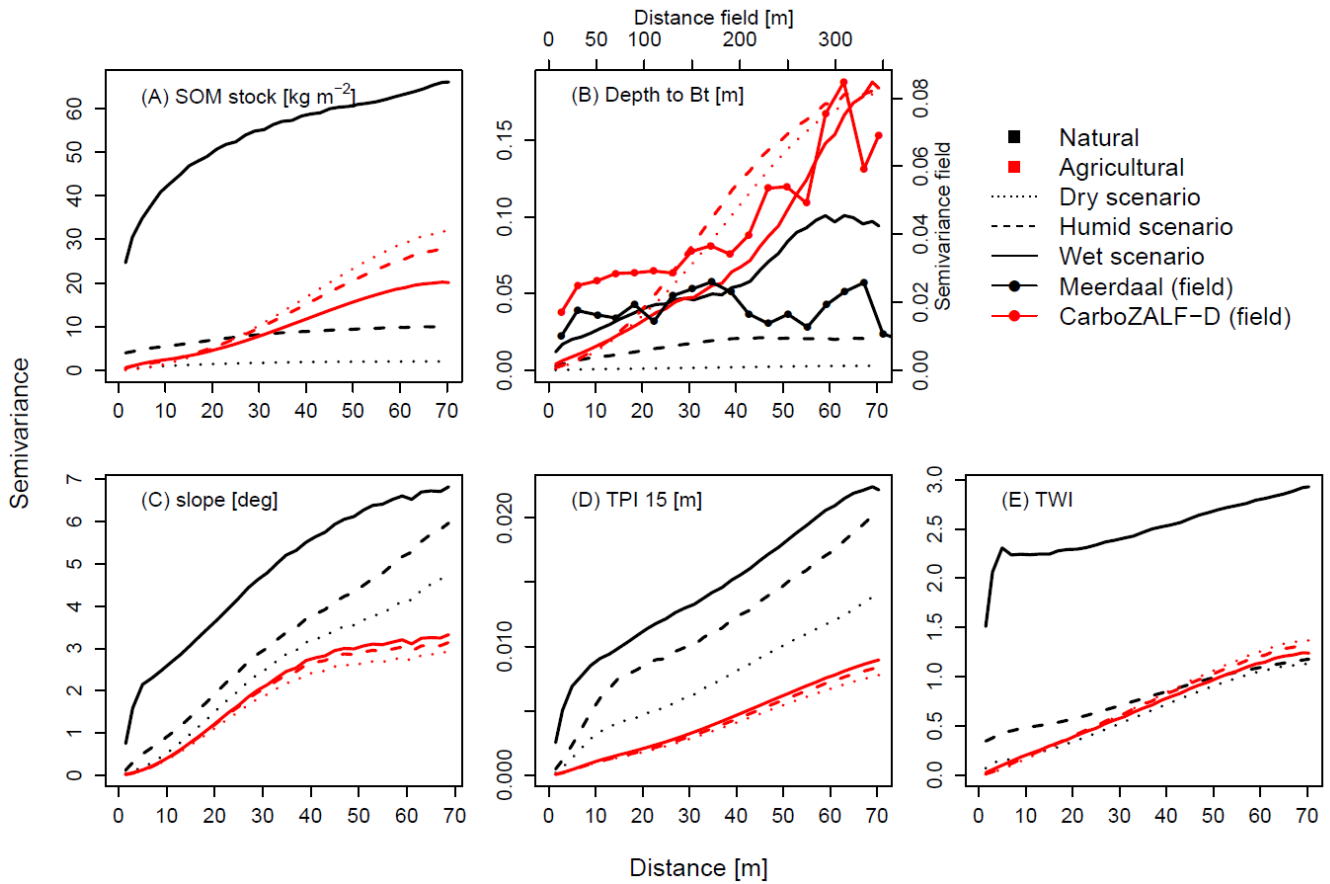 Distance field [m]
0 50 100 200 300
(A) SOM stock [kg m−2]
0 10 20 30 40 50 60
0 10 20 30 40 50 60 70
(B) Depth to Bt [m]
0.00 0.05 0.10 0.15
0 10 20 30 40 50 60 70
0.00 0.02 0.04 0.06 0.08
Semivariance field
Natural
Agricultural
Dry scenario
Humid scenario
Wet scenario
Meerdaal (field)
CarboZALF−D (field)
Semivariance
(C) slope [deg]
0 1 2 3 4 5 6 7
0 10 20 30 40 50 60 70
(D) TPI 15 [m]
0.000 0.010 0.020
0 10 20 30 40 50 60 70
(E) TWI
0.0 0.5 1.0 1.5 2.0 2.5 3.0
0 10 20 30 40 50 60 70
Distance [m]